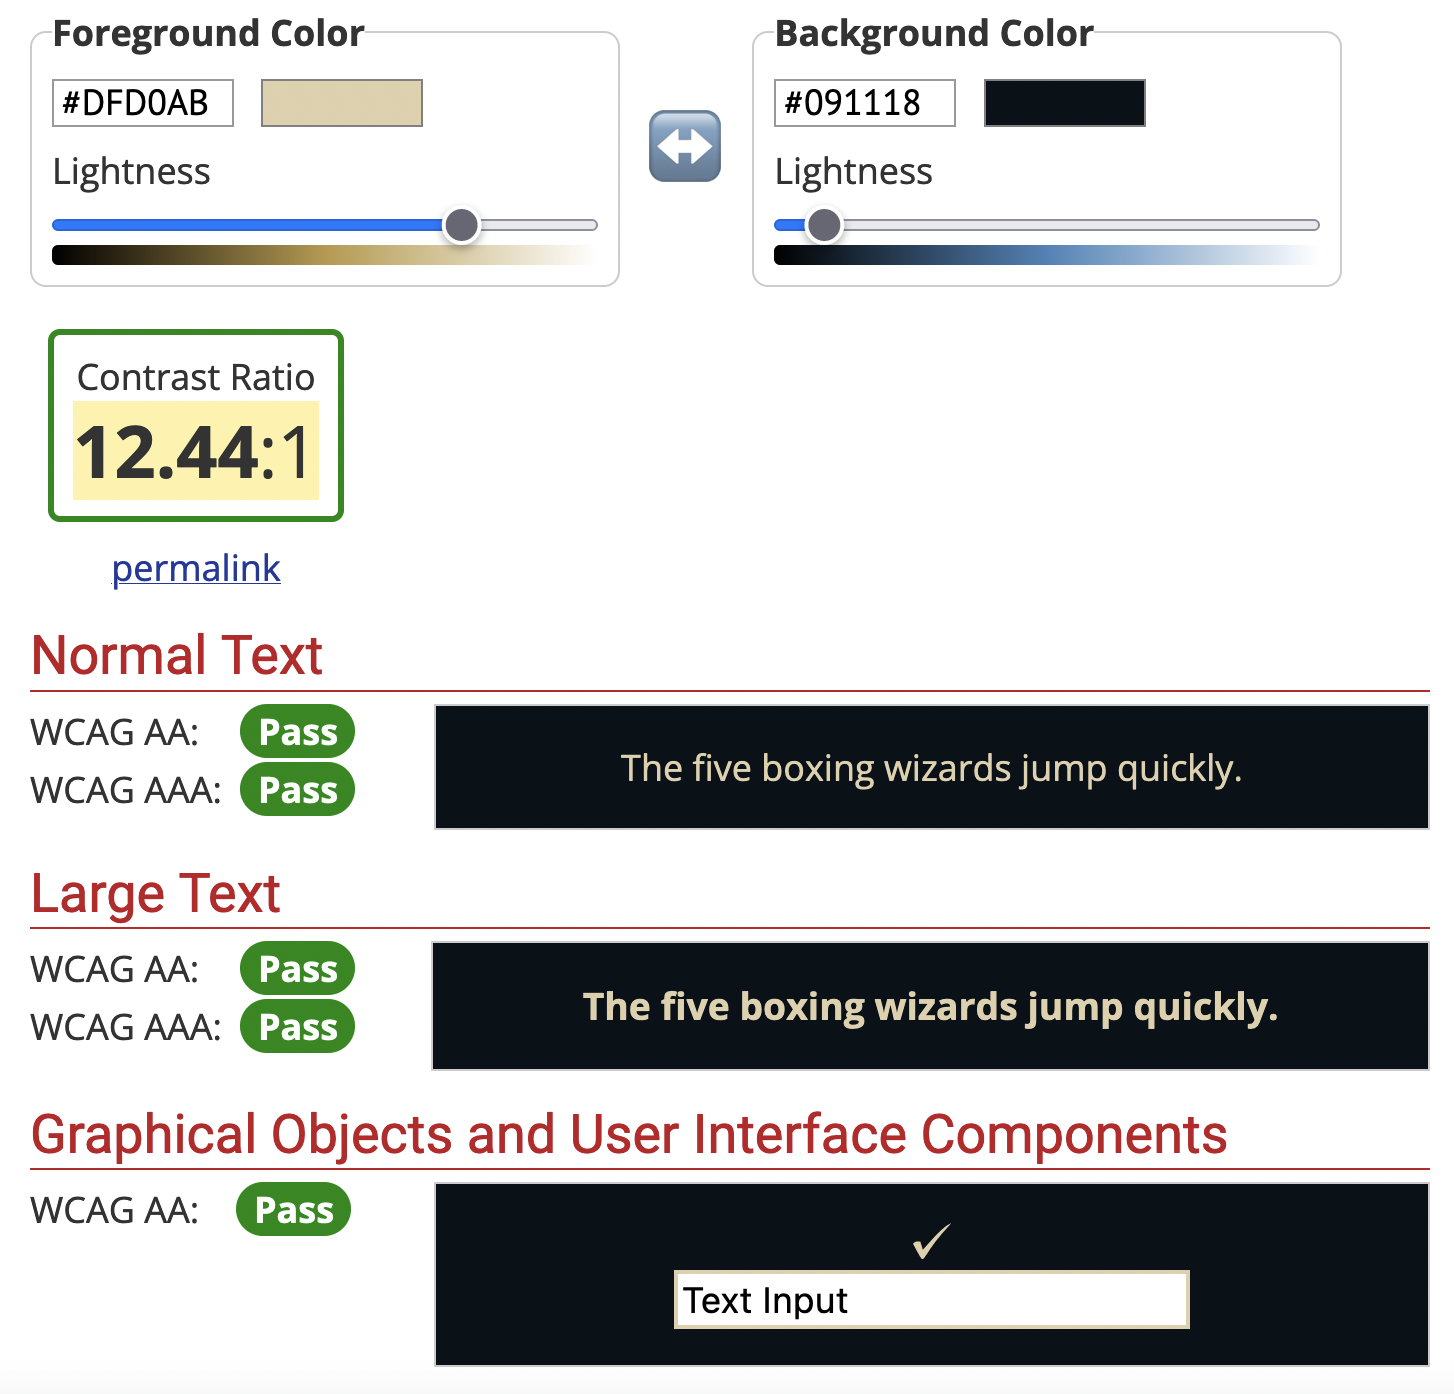 Foreground Color
#DFD0AB
Lightness
Background Color
#091118
Lightness
Contrast Ratio
12.44:1
permalink
Normal Text
WCAG AA: Pass
WCAG AAA: Pass
The five boxing wizards jump quickly.
Large Text
WCAG AA: Pass
WCAG AAA: Pass
The five boxing wizards jump quickly.
Graphical Objects and User Interface Components
WCAG AA: Pass
✓
Text Input